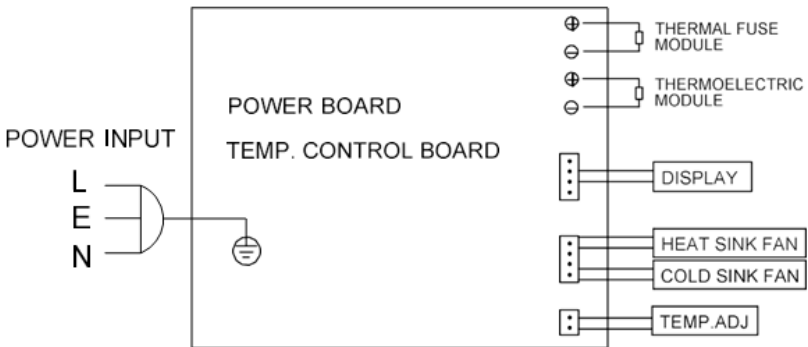 POWER INPUT
L
E
N
POWER BOARD
TEMP. CONTROL BOARD
THERMAL FUSE
MODULE
THERMOELECTRIC
MODULE
DISPLAY
HEAT SINK FAN
COLD SINK FAN
TEMP.ADJ